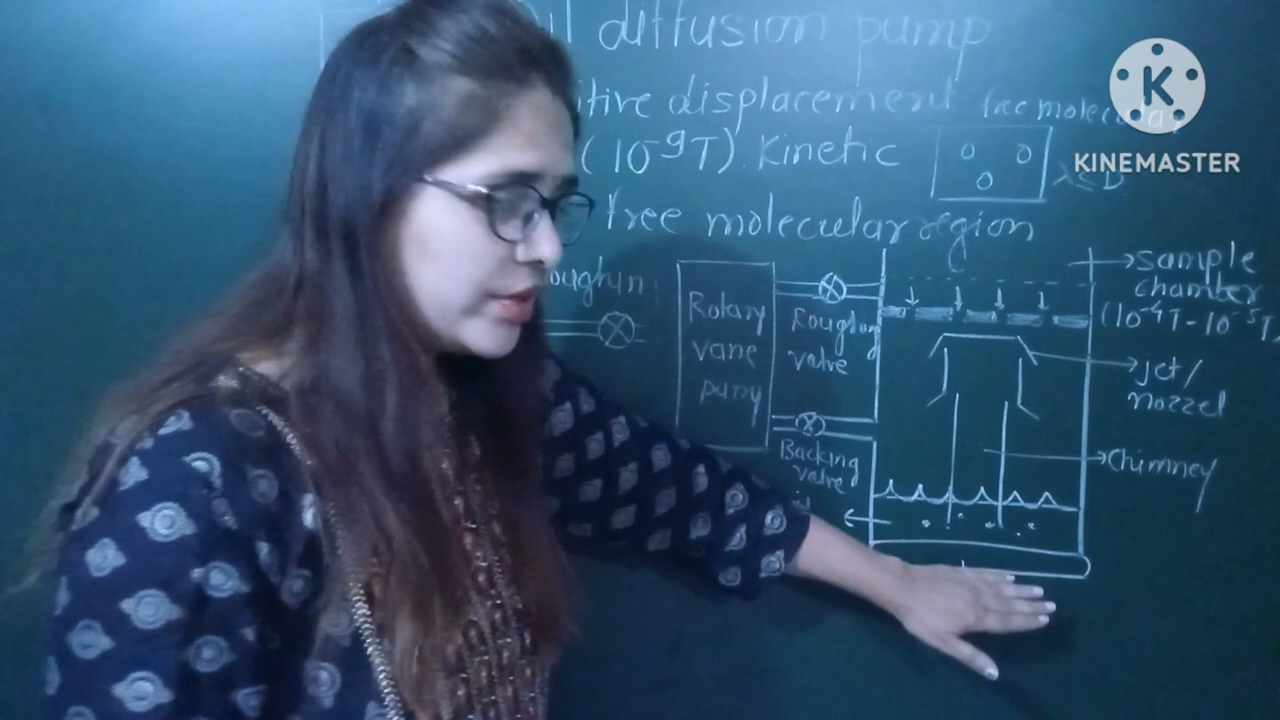 Oil diffusion pump
itive displacement free molecular
(10⁻⁹T). Kinetic
λ ≤ D
free molecular region
Rotary
vane
pump
Roughing
valve
Backing
valve
→ sample
chamber
(10⁻⁴T - 10⁻⁵T
→ Jet/
nozzel
→ chimney
KINEMASTER